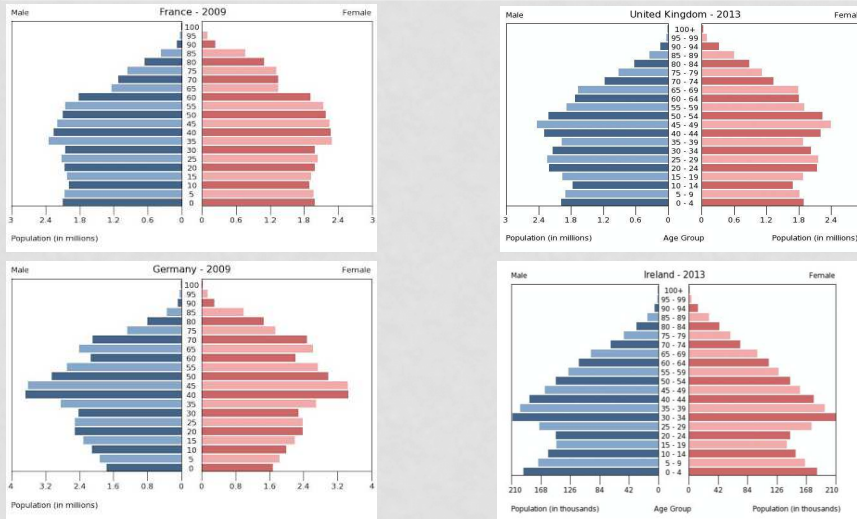 France - 2009
Male
Female
100
95
90
85
80
75
70
65
60
55
50
45
40
35
30
25
20
15
10
5
0
3 2.4 1.8 1.2 0.6 0 0 0.6 1.2 1.8 2.4 3
Population (in millions)
United Kingdom - 2013
Male
100+
95 - 99
90 - 94
85 - 89
80 - 84
75 - 79
70 - 74
65 - 69
60 - 64
55 - 59
50 - 54
45 - 49
40 - 44
35 - 39
30 - 34
25 - 29
20 - 24
15 - 19
10 - 14
5 - 9
0 - 4
3 2.4 1.8 1.2 0.6 0 0 0.6 1.2 1.8 2.4
Population (in millions) Age Group Population (in millions)
Germany - 2009
Male
Female
100
95
90
85
80
75
70
65
60
55
50
45
40
35
30
25
20
15
10
5
0
4 3.2 2.4 1.6 0.8 0 0 0.8 1.6 2.4 3.2 4
Population (in millions)
Ireland - 2013
Male
Female
100+
95 - 99
90 - 94
85 - 89
80 - 84
75 - 79
70 - 74
65 - 69
60 - 64
55 - 59
50 - 54
45 - 49
40 - 44
35 - 39
30 - 34
25 - 29
20 - 24
15 - 19
10 - 14
5 - 9
0 - 4
210 168 126 84 42 0 0 42 84 126 168 210
Population (in thousands) Age Group Population (in thousands)